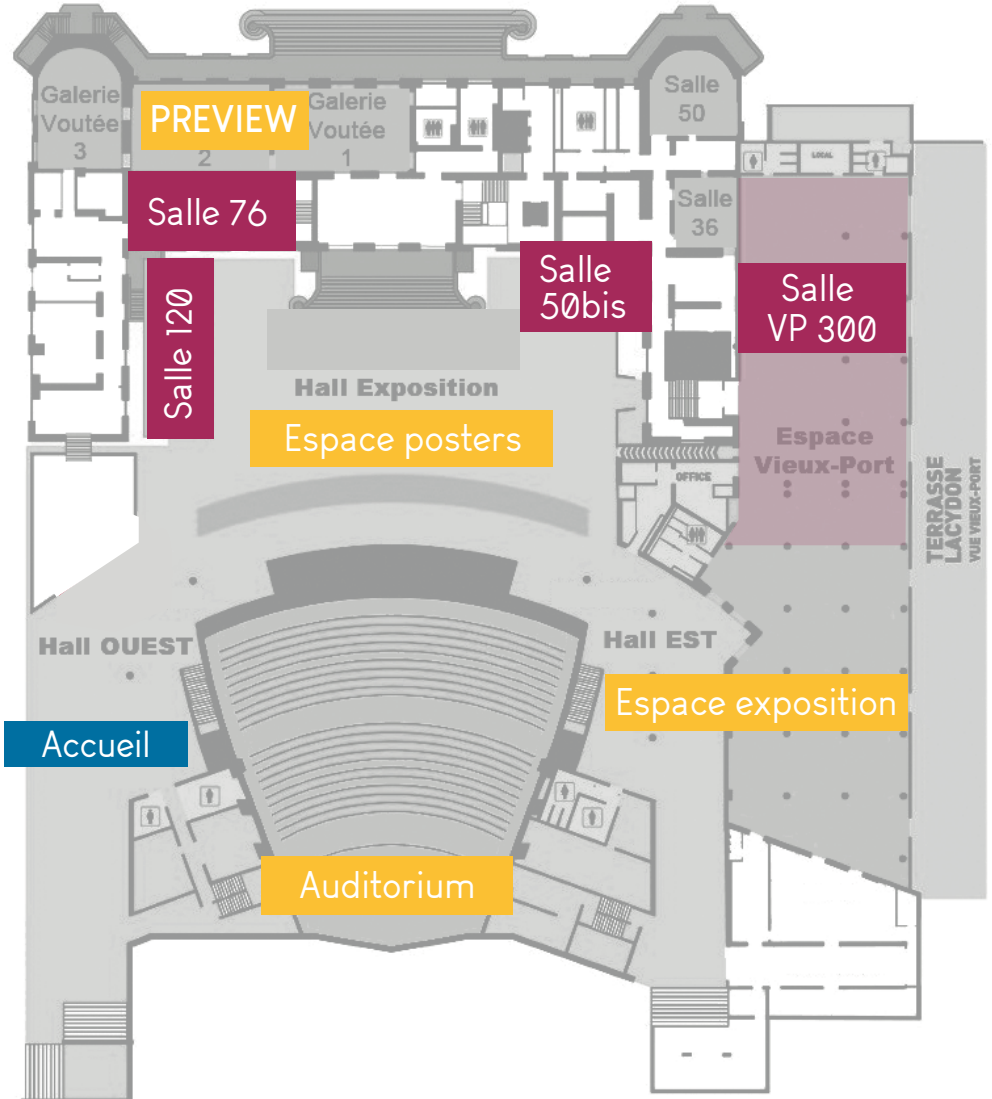 Galerie
Voutée
3
PREVIEW
2
Galerie
Voutée
1
Salle
50
LOCAL
Salle 76
Salle
36
Salle 120
Salle
50bis
Salle
VP 300
Hall Exposition
Espace posters
Espace
Vieux-Port
OFFICE
TERRASSE
LACYDON
VUE VIEUX-PORT
Hall OUEST
Hall EST
Espace exposition
Accueil
Auditorium